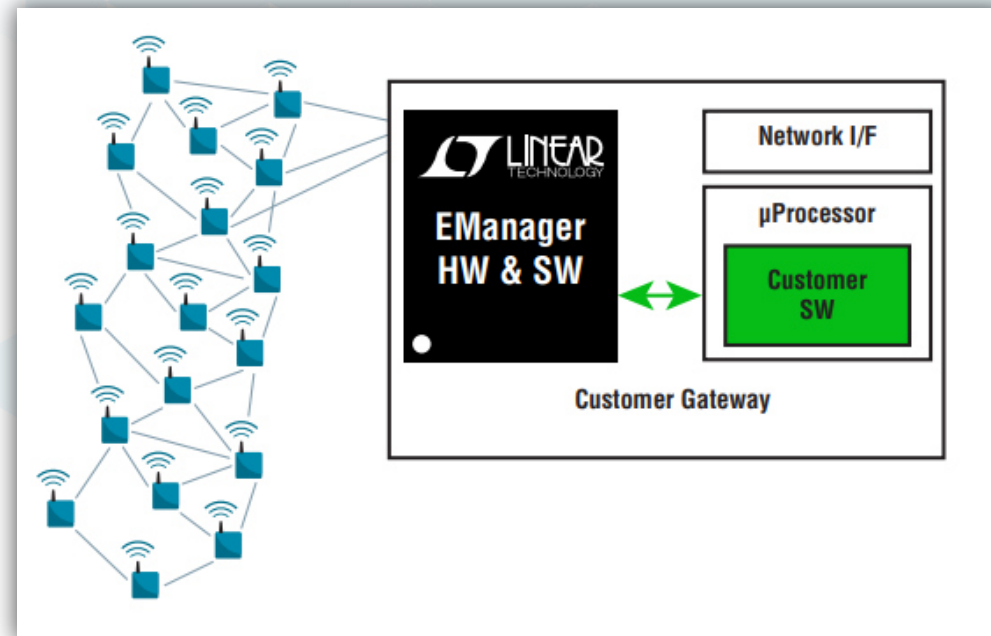 LINEAR
TECHNOLOGY
EManager
HW & SW
Network I/F
µProcessor
Customer
SW
Customer Gateway